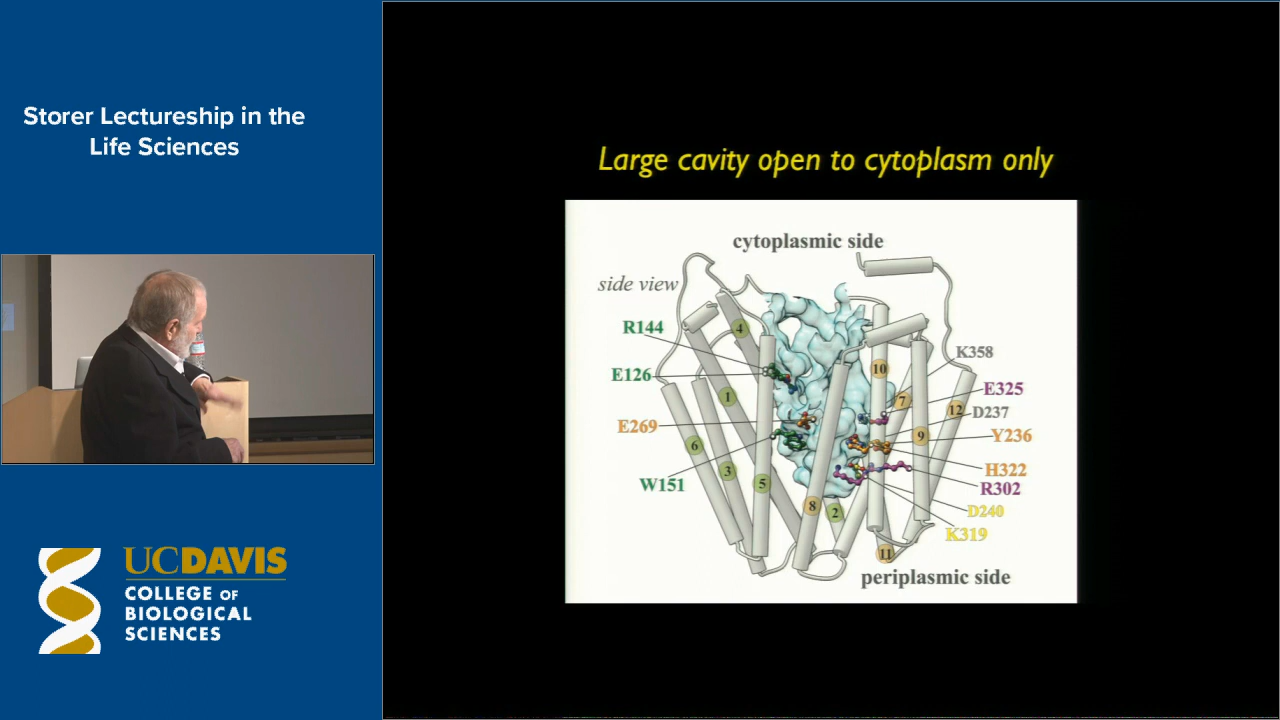 Storer Lectureship in the
Life Sciences
UCDAVIS
COLLEGE OF
BIOLOGICAL
SCIENCES
Large cavity open to cytoplasm only
cytoplasmic side
side view
R144
E126
E269
W151
4
1
6
3
5
8
2
10
7
12
9
11
K358
E325
D237
Y236
H322
R302
D240
K319
periplasmic side